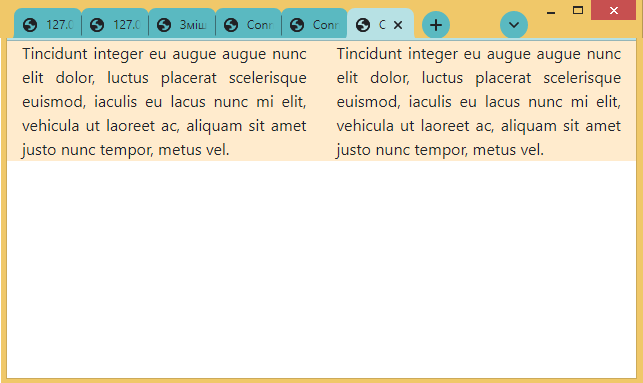 127.0
127.0
Зміш
Conn
Conn
C
Tincidunt integer eu augue augue nunc
elit dolor, luctus placerat scelerisque
euismod, iaculis eu lacus nunc mi elit,
vehicula ut laoreet ac, aliquam sit amet
justo nunc tempor, metus vel.
Tincidunt integer eu augue augue nunc
elit dolor, luctus placerat scelerisque
euismod, iaculis eu lacus nunc mi elit,
vehicula ut laoreet ac, aliquam sit amet
justo nunc tempor, metus vel.